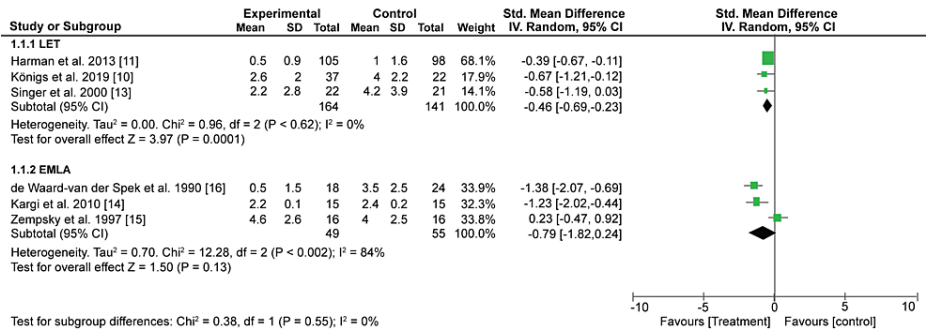 Experimental Control Std. Mean Difference Std. Mean Difference
Study or Subgroup Mean SD Total Mean SD Total Weight IV. Random, 95% CI IV. Random, 95% CI
1.1.1 LET
Harman et al. 2013 [11] 0.5 0.9 105 1 1.6 98 68.1% -0.39 [-0.67, -0.11]
Königs et al. 2019 [10] 2.6 2 37 4 2.2 22 17.9% -0.67 [-1.21,-0.12]
Singer et al. 2000 [13] 2.2 2.8 22 4.2 3.9 21 14.1% -0.58 [-1.19, 0.03]
Subtotal (95% CI) 164 141 100.0% -0.46 [-0.69,-0.23]
Heterogeneity. Tau² = 0.00. Chi² = 0.96, df = 2 (P < 0.62); I² = 0%
Test for overall effect Z = 3.97 (P = 0.0001)
1.1.2 EMLA
de Waard-van der Spek et al. 1990 [16] 0.5 1.5 18 3.5 2.5 24 33.9% -1.38 [-2.07, -0.69]
Kargi et al. 2010 [14] 2.2 0.1 15 2.4 0.2 15 32.3% -1.23 [-2.02,-0.44]
Zempsky et al. 1997 [15] 4.6 2.6 16 4 2.5 16 33.8% 0.23 [-0.47, 0.92]
Subtotal (95% CI) 49 55 100.0% -0.79 [-1.82,0.24]
Heterogeneity. Tau² = 0.70. Chi² = 12.28, df = 2 (P < 0.002); I² = 84%
Test for overall effect Z = 1.50 (P = 0.13)
-10 -5 0 5 10
Test for subgroup differences: Chi² = 0.38, df = 1 (P = 0.55); I² = 0% Favours [Treatment] Favours [control]